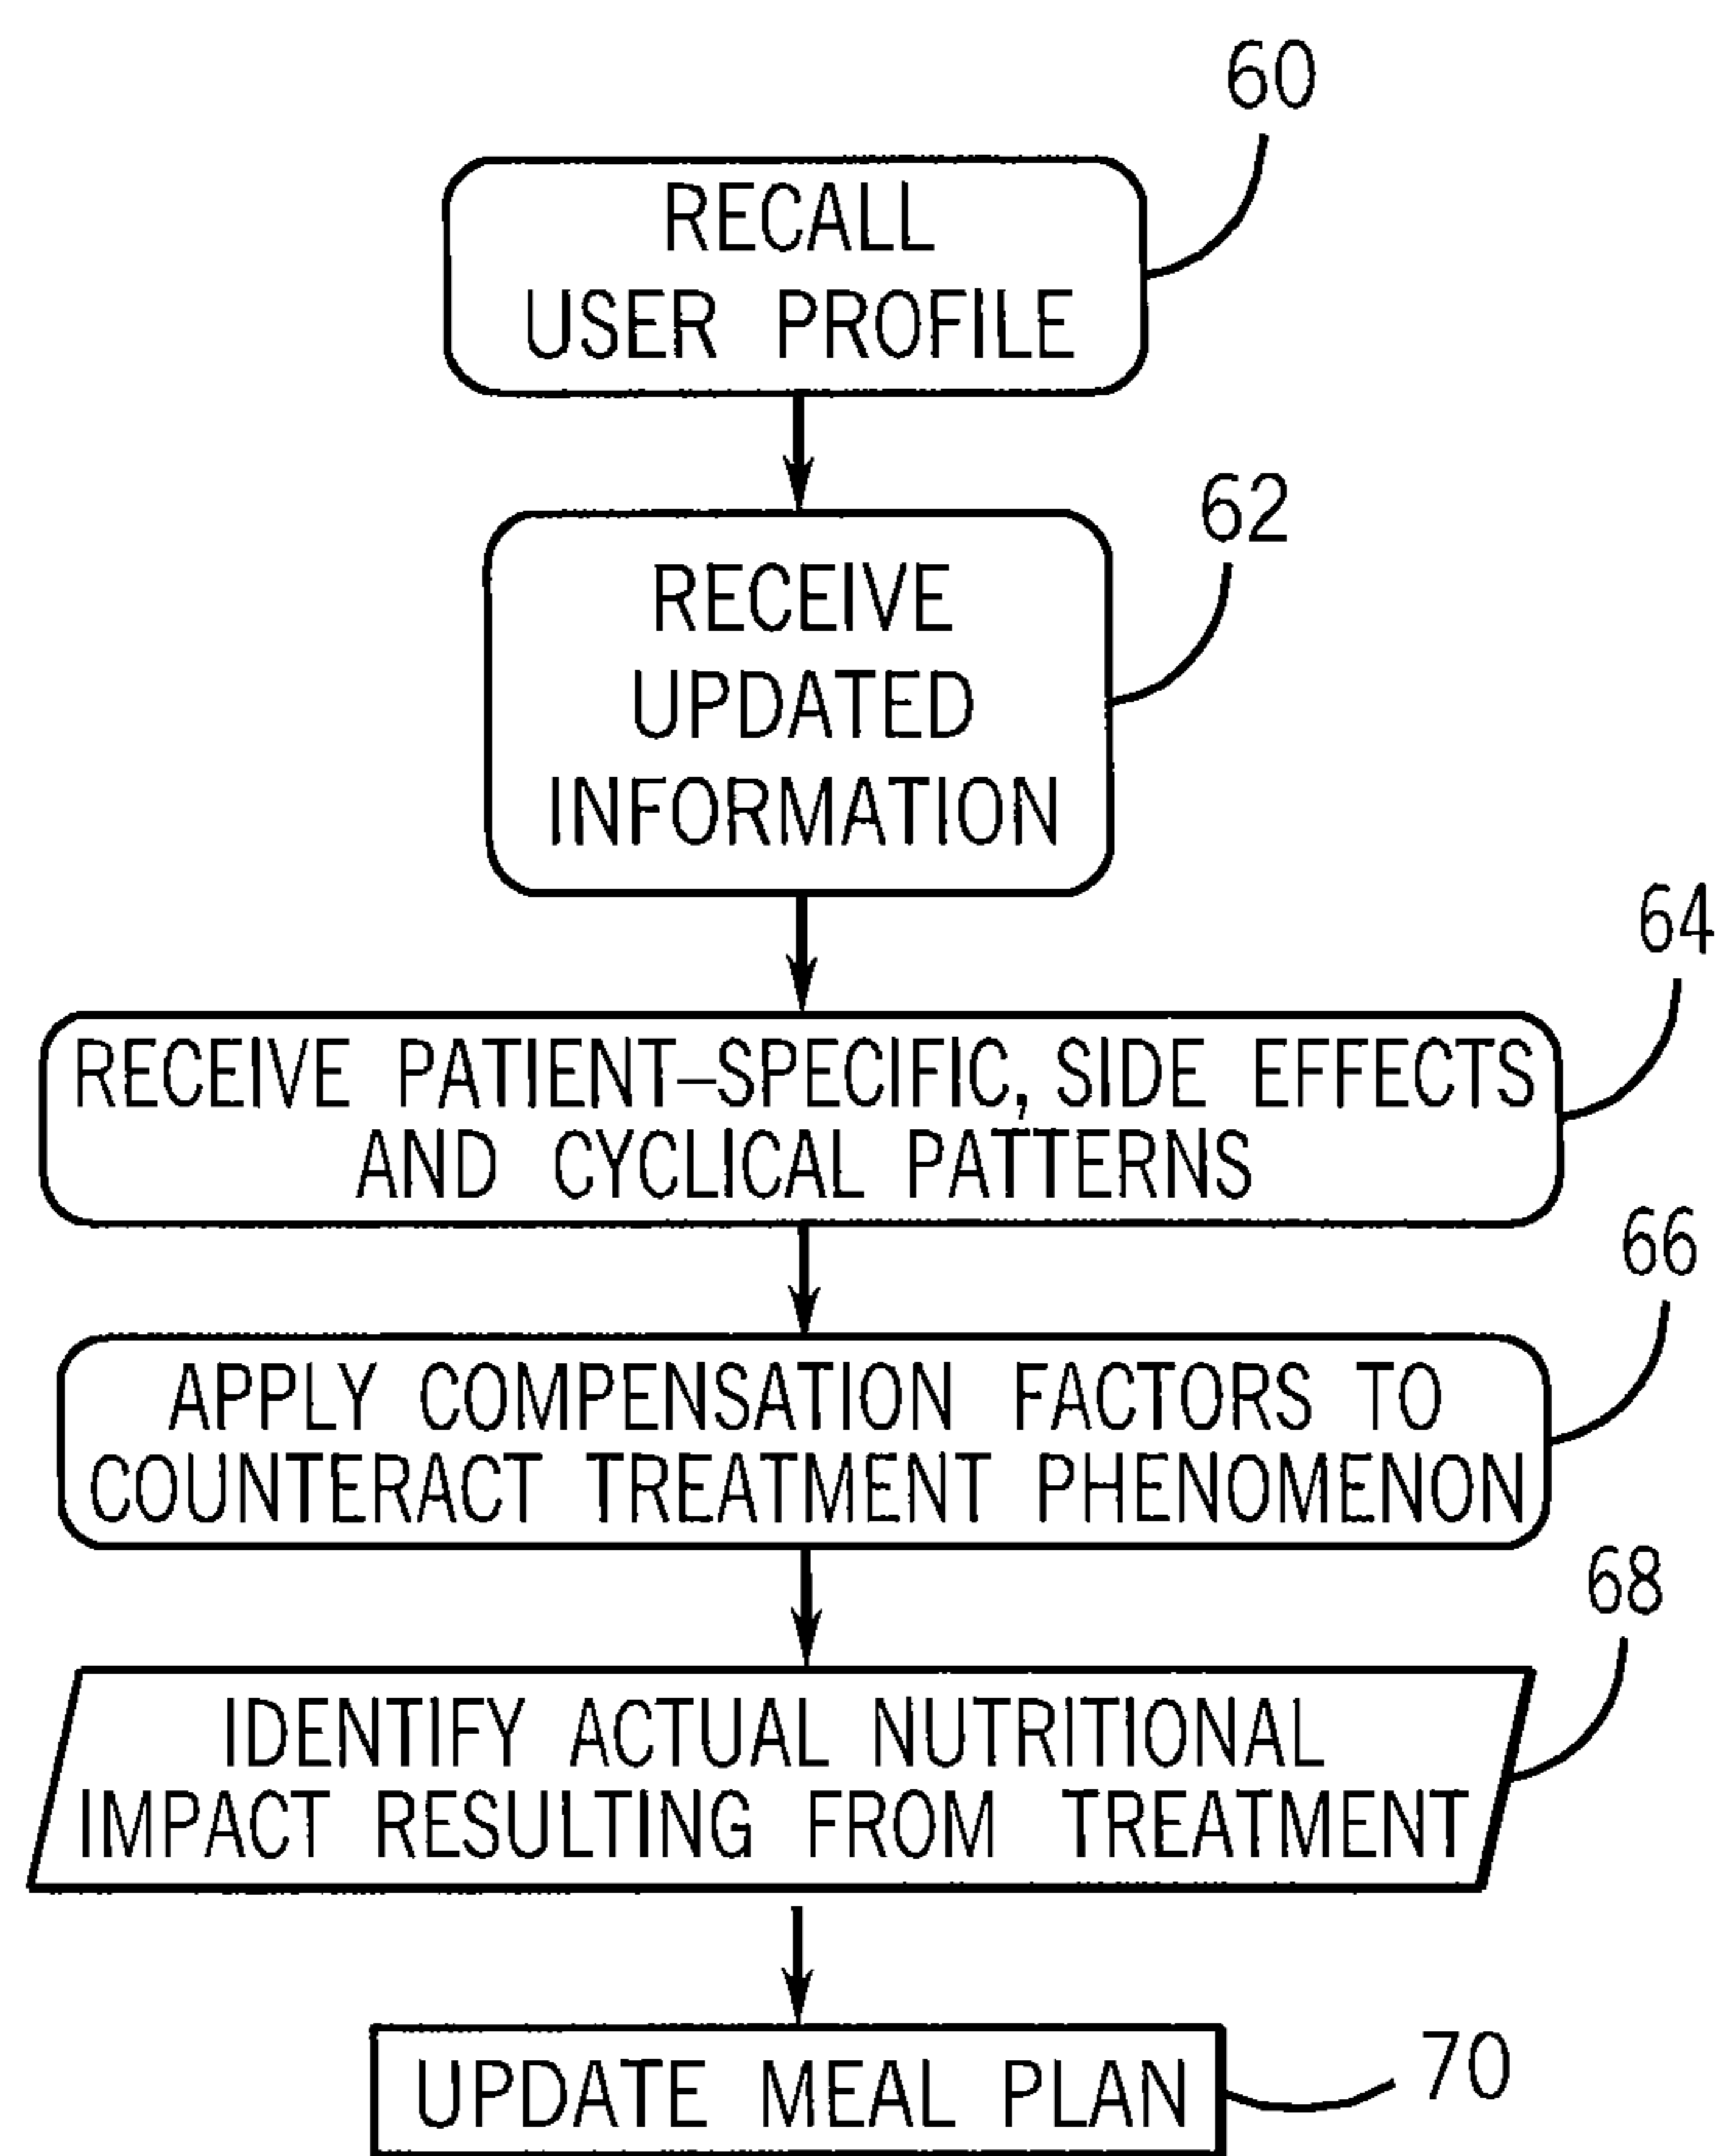 60
RECALL
USER PROFILE
62
RECEIVE
UPDATED
INFORMATION
64
RECEIVE PATIENT–SPECIFIC, SIDE EFFECTS
AND CYCLICAL PATTERNS
66
APPLY COMPENSATION FACTORS TO
COUNTERACT TREATMENT PHENOMENON
68
IDENTIFY ACTUAL NUTRITIONAL
IMPACT RESULTING FROM TREATMENT
UPDATE MEAL PLAN
70